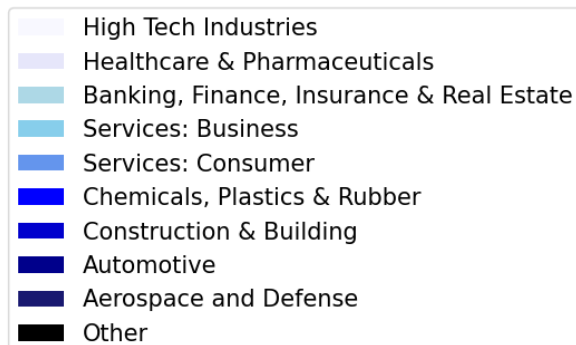 High Tech Industries
Healthcare & Pharmaceuticals
Banking, Finance, Insurance & Real Estate
Services: Business
Services: Consumer
Chemicals, Plastics & Rubber
Construction & Building
Automotive
Aerospace and Defense
Other